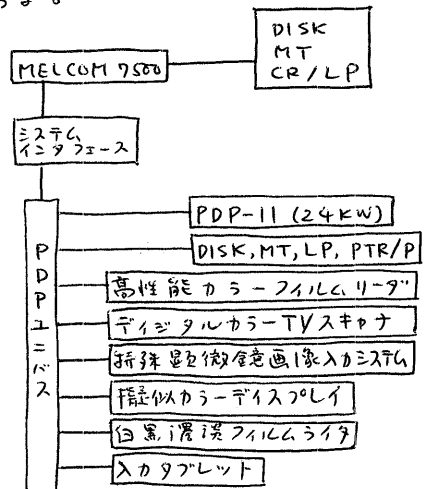 DISK
MT
CR/LP
MELCOM 7500
システム
インタフェース
PDPユニバス
PDP-11 (24KW)
DISK, MT, LP, PTR/P
高性能カラーフィルムリーダ
ディジタルカラーTVスキャナ
特殊顕微鏡画像入力システム
擬似カラーディスプレイ
白黒濃淡フィルムライタ
入力タブレット